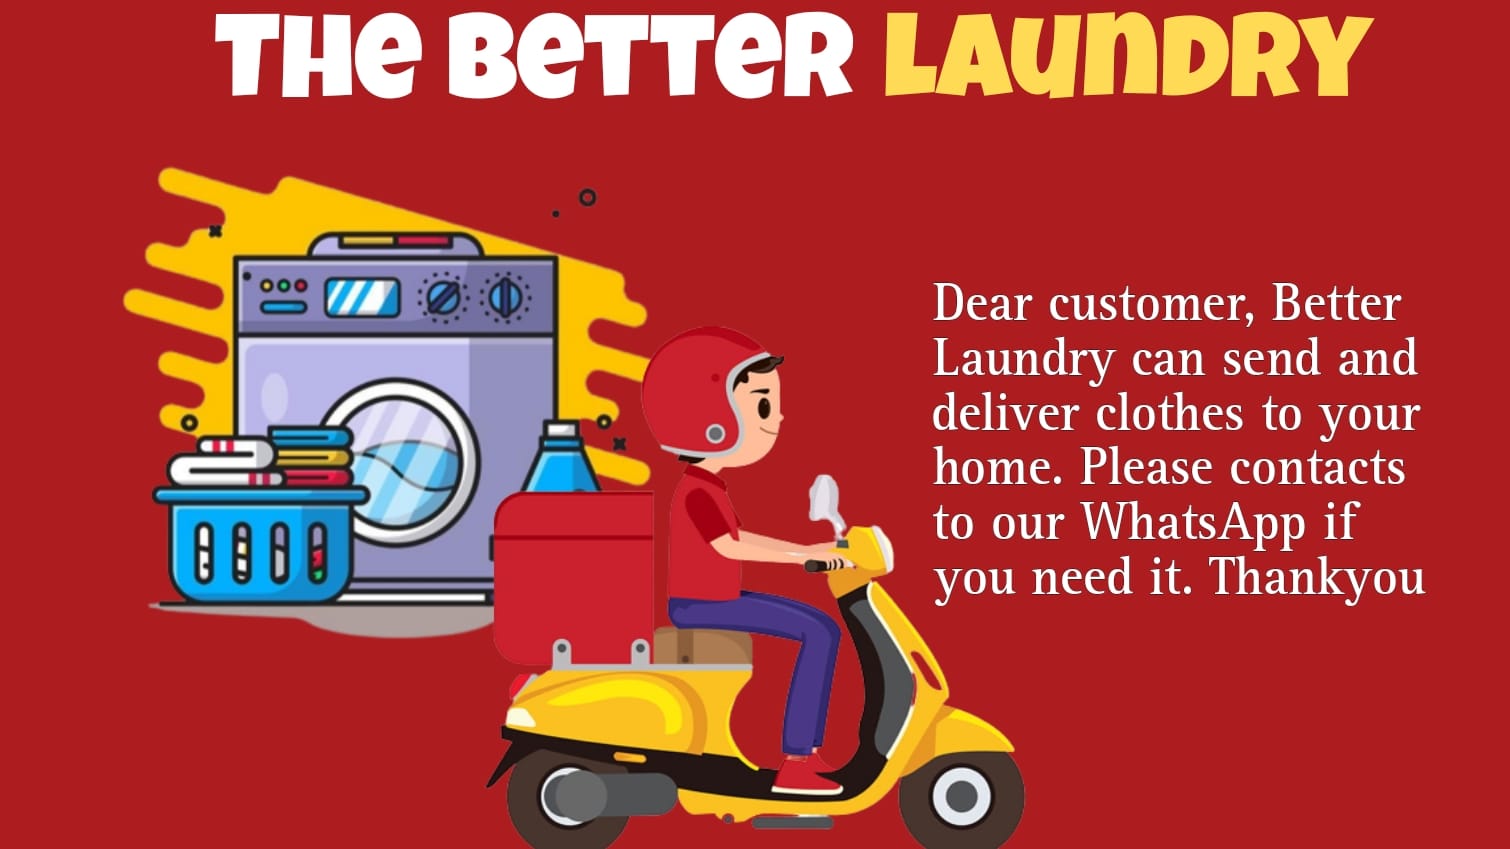 THE BETTER LAUNDRY
Dear customer, Better
Laundry can send and
deliver clothes to your
home. Please contacts
to our WhatsApp if
you need it. Thankyou